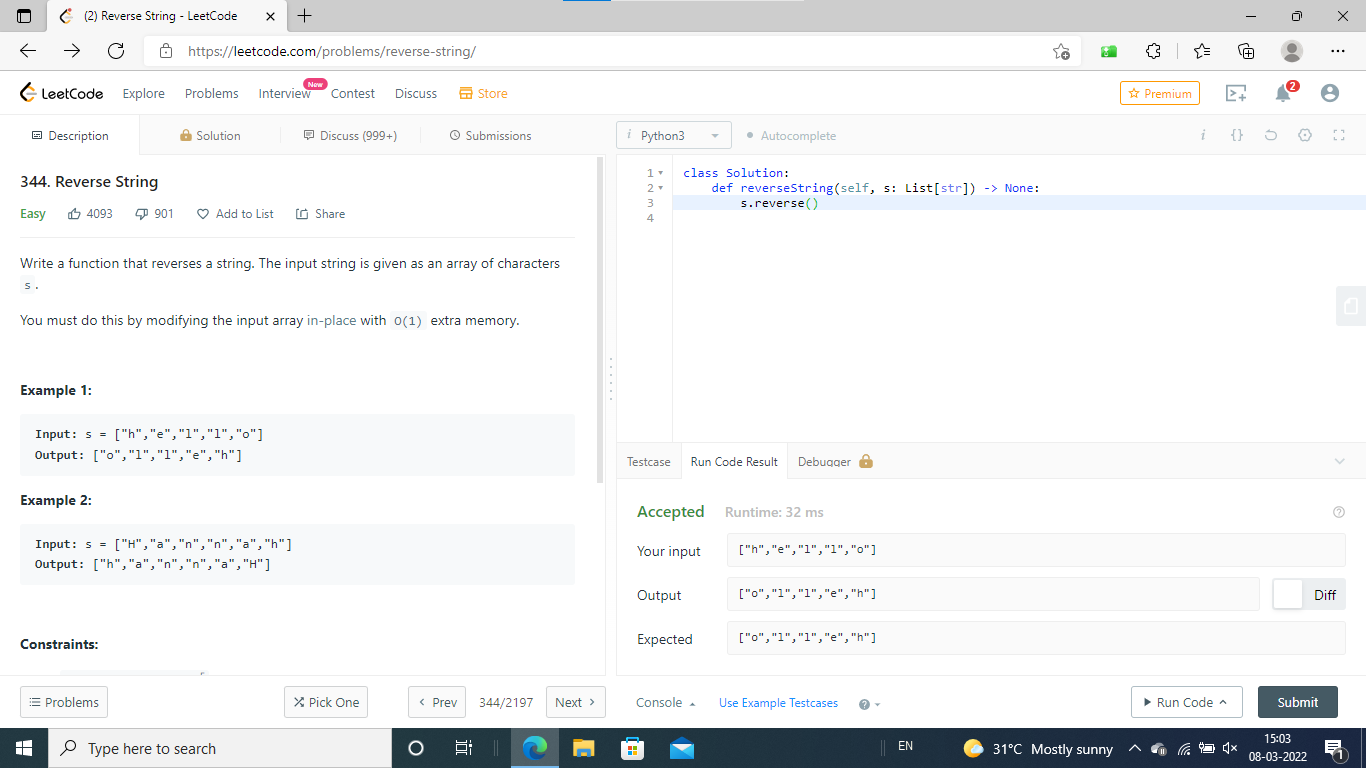 (2) Reverse String - LeetCode
https://leetcode.com/problems/reverse-string/
LeetCode Explore Problems Interview New Contest Discuss Store Premium 2
Description Solution Discuss (999+) Submissions
344. Reverse String
Easy 4093 901 Add to List Share
Write a function that reverses a string. The input string is given as an array of characters
s.
You must do this by modifying the input array in-place with O(1) extra memory.
Example 1:
Input: s = ["h","e","l","l","o"]
Output: ["o","l","l","e","h"]
Example 2:
Input: s = ["H","a","n","n","a","h"]
Output: ["h","a","n","n","a","H"]
Constraints:
Problems Pick One Prev 344/2197 Next
i Python3 Autocomplete i {}
1 class Solution:
2 def reverseString(self, s: List[str]) -> None:
3 s.reverse()
4
Testcase Run Code Result Debugger
Accepted Runtime: 32 ms
Your input ["h","e","l","l","o"]
Output ["o","l","l","e","h"] Diff
Expected ["o","l","l","e","h"]
Console Use Example Testcases Run Code Submit
Type here to search
EN 31°C Mostly sunny 15:03
08-03-2022 1